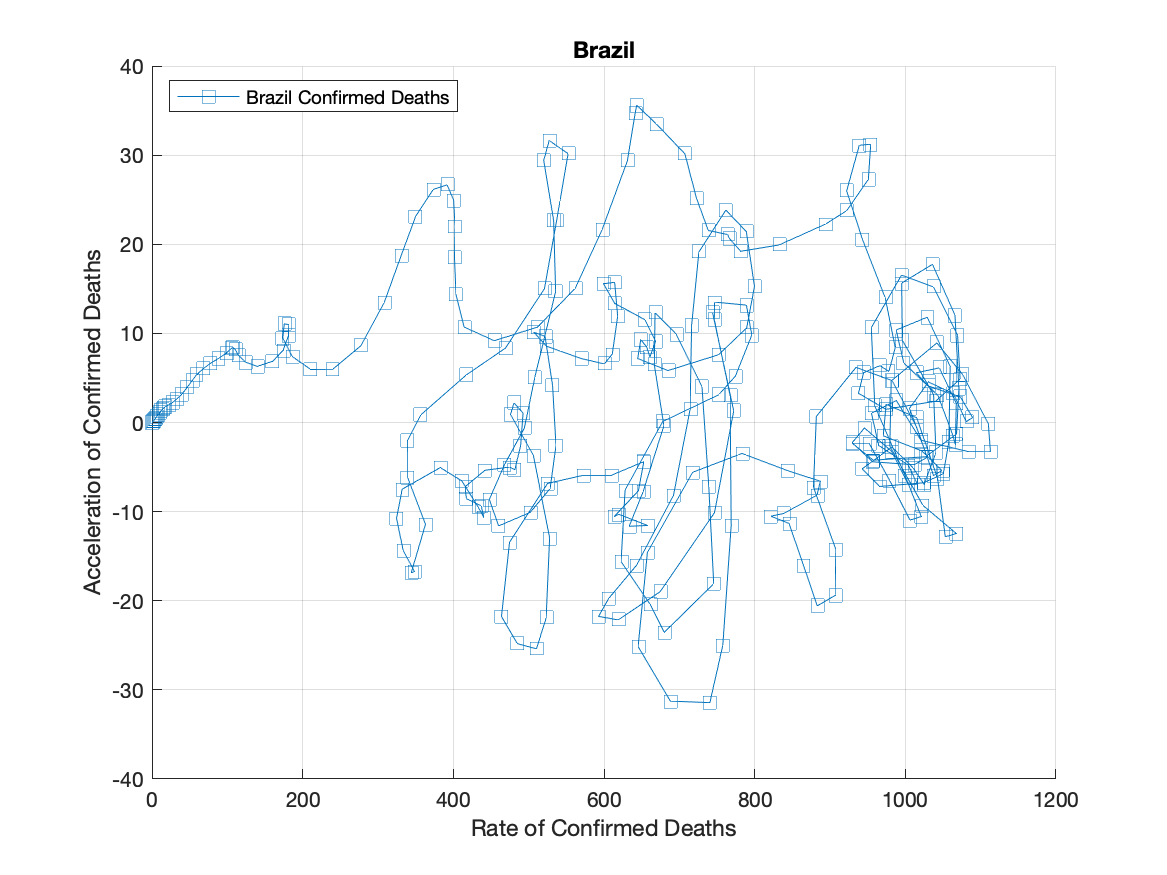 Brazil
Brazil Confirmed Deaths
40
30
20
10
0
-10
-20
-30
-40
Acceleration of Confirmed Deaths
0 200 400 600 800 1000 1200
Rate of Confirmed Deaths